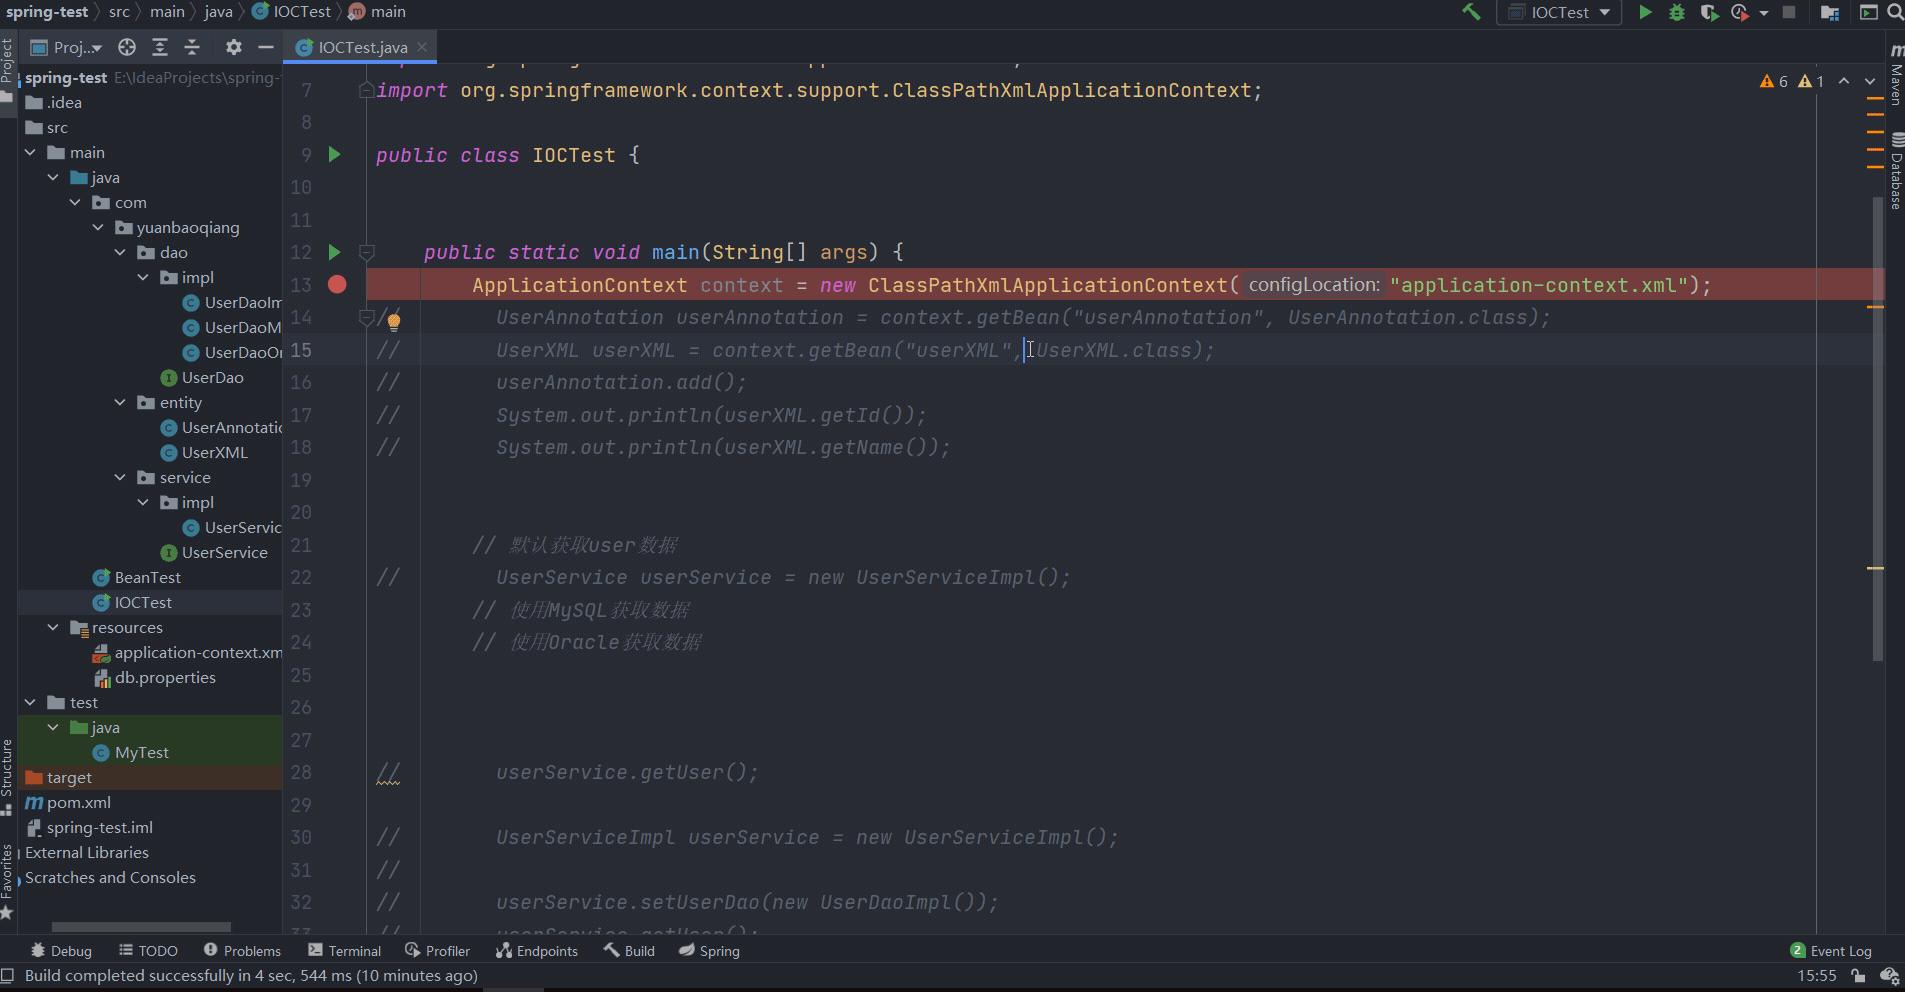 spring-test 〉 src 〉 main 〉 java 〉 IOCTest 〉 main
IOCTest
Proj...
IOCTest.java
Project
spring-test E:\IdeaProjects\spring-
.idea
src
main
java
com
yuanbaoqiang
dao
impl
UserDaoIm
UserDaoM
UserDaoOr
UserDao
entity
UserAnnotatio
UserXML
service
impl
UserServic
UserService
BeanTest
IOCTest
resources
application-context.xm
db.properties
test
java
MyTest
target
pom.xml
spring-test.iml
External Libraries
Scratches and Consoles
Structure
Favorites
6 1
Maven
Database
7 import org.springframework.context.support.ClassPathXmlApplicationContext;
8
9 public class IOCTest {
10
11
12 public static void main(String[] args) {
13 ApplicationContext context = new ClassPathXmlApplicationContext( configLocation: "application-context.xml");
14 // UserAnnotation userAnnotation = context.getBean("userAnnotation", UserAnnotation.class);
15 // UserXML userXML = context.getBean("userXML", UserXML.class);
16 // userAnnotation.add();
17 // System.out.println(userXML.getId());
18 // System.out.println(userXML.getName());
19
20
21 // 默认获取user数据
22 // UserService userService = new UserServiceImpl();
23 // 使用MySQL获取数据
24 // 使用Oracle获取数据
25
26
27
28 // userService.getUser();
29
30 // UserServiceImpl userService = new UserServiceImpl();
31 //
32 // userService.setUserDao(new UserDaoImpl());
33 // userService.getUser();
Debug TODO Problems Terminal Profiler Endpoints Build Spring
2 Event Log
Build completed successfully in 4 sec, 544 ms (10 minutes ago)
15:55